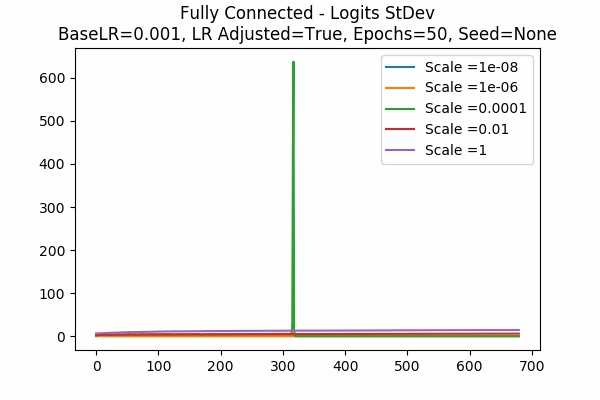 Fully Connected - Logits StDev
BaseLR=0.001, LR Adjusted=True, Epochs=50, Seed=None
600
500
400
300
200
100
0
Scale =1e-08
Scale =1e-06
Scale =0.0001
Scale =0.01
Scale =1
0 100 200 300 400 500 600 700